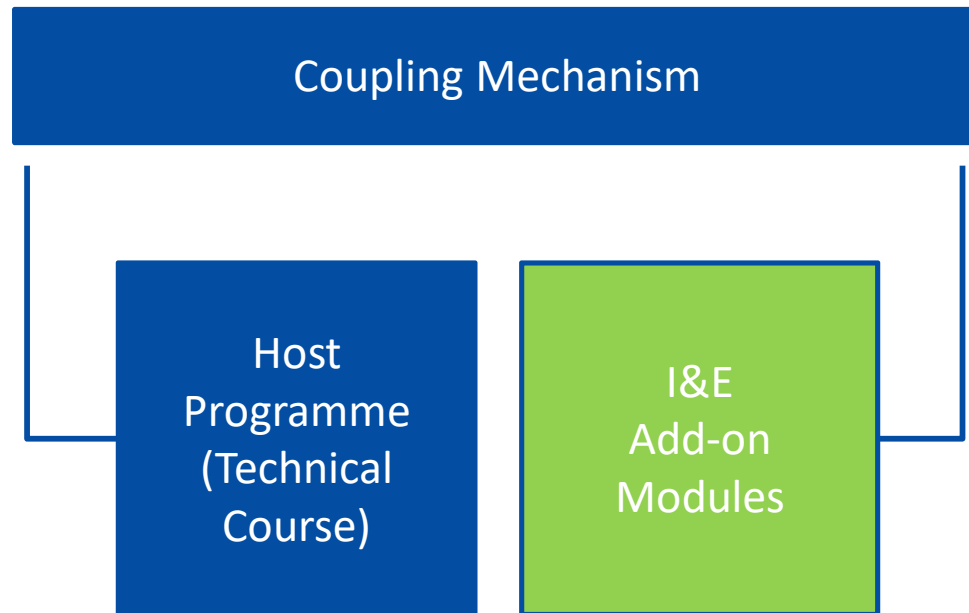 Coupling Mechanism
Host
Programme
(Technical
Course)
I&E
Add-on
Modules